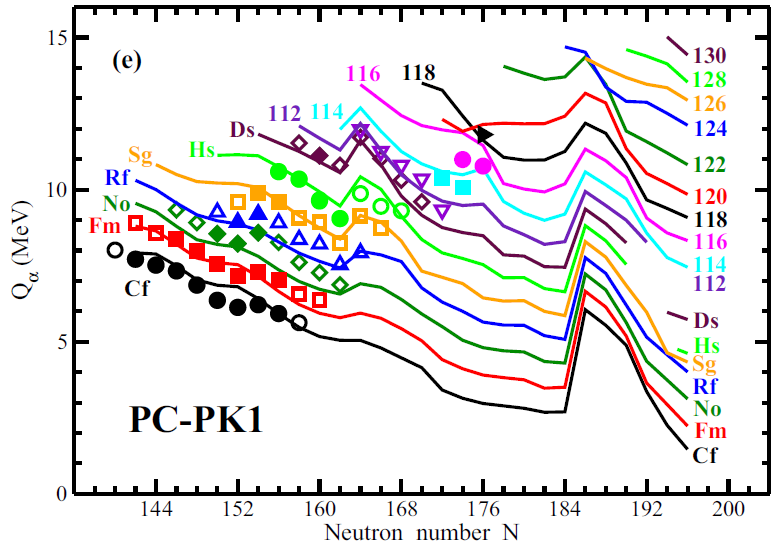 15
10
5
0
Qα (MeV)
(e)
116
118
112
114
Ds
Hs
Sg
Rf
No
Fm
Cf
PC-PK1
130
128
126
124
122
120
118
116
114
112
Ds
Hs
Sg
Rf
No
Fm
Cf
144 152 160 168 176 184 192 200
Neutron number N